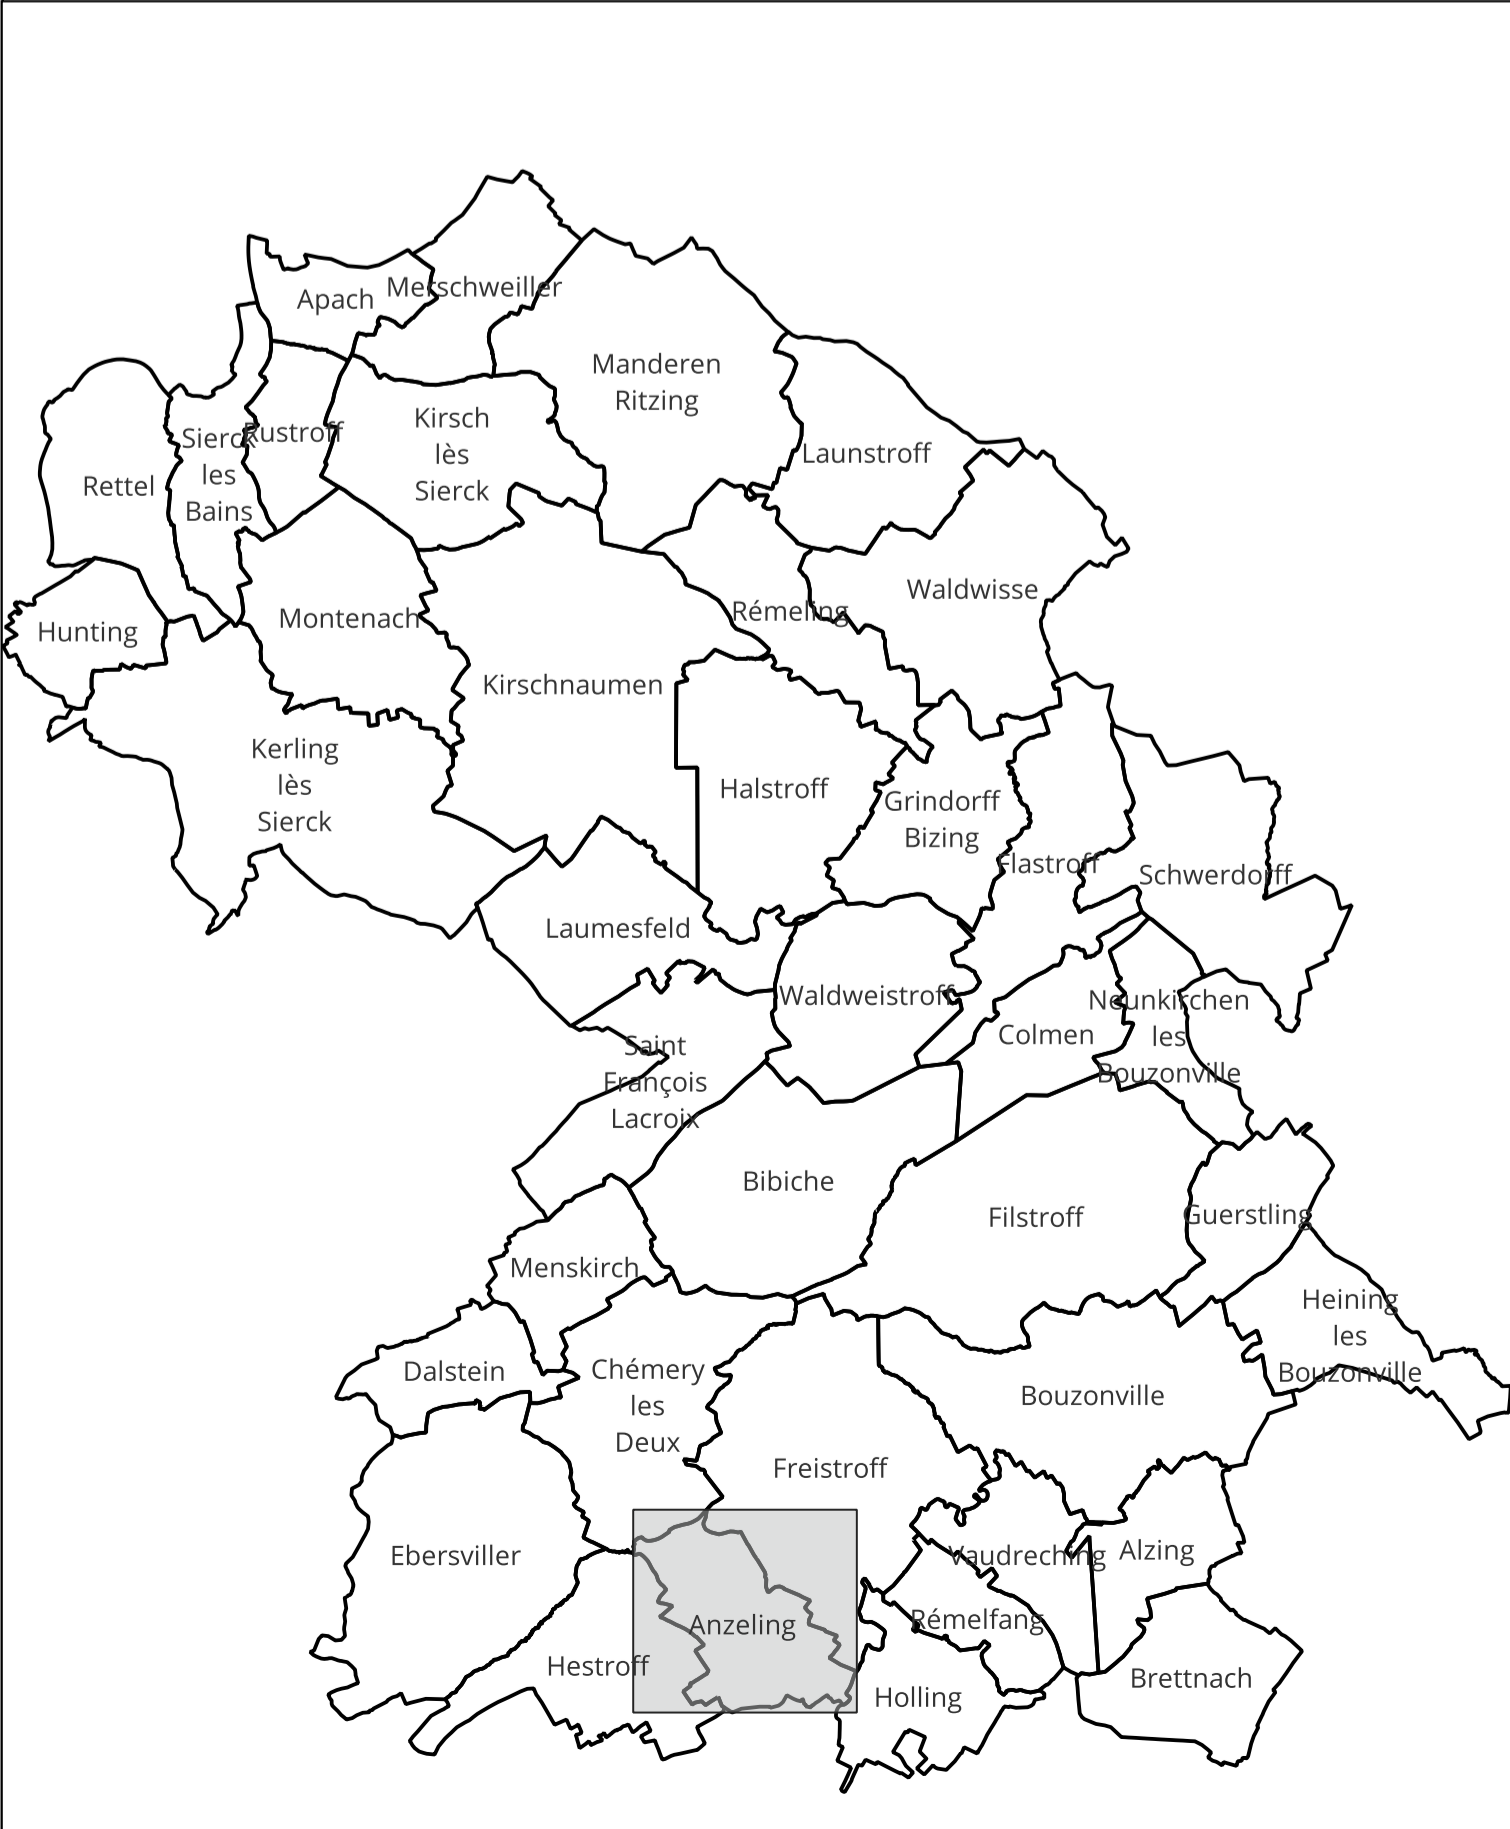 Merschweiller
Apach
Manderen
Ritzing
Kirsch
lès
Sierck
Rustroff
Sierck
les
Bains
Launstroff
Rettel
Waldwisse
Rémeling
Montenach
Hunting
Kirschnaumen
Kerling
lès
Sierck
Halstroff
Grindorff
Bizing
Flastroff
Schwerdorff
Laumesfeld
Waldweistroff
Neunkirchen
les
Bouzonville
Colmen
Saint
François
Lacroix
Bibiche
Filstroff
Guerstling
Menskirch
Heining
les
Bouzonville
Dalstein
Chémery
les
Deux
Bouzonville
Freistroff
Ebersviller
Vaudreching
Alzing
Anzeling
Rémelfang
Hestroff
Holling
Brettnach